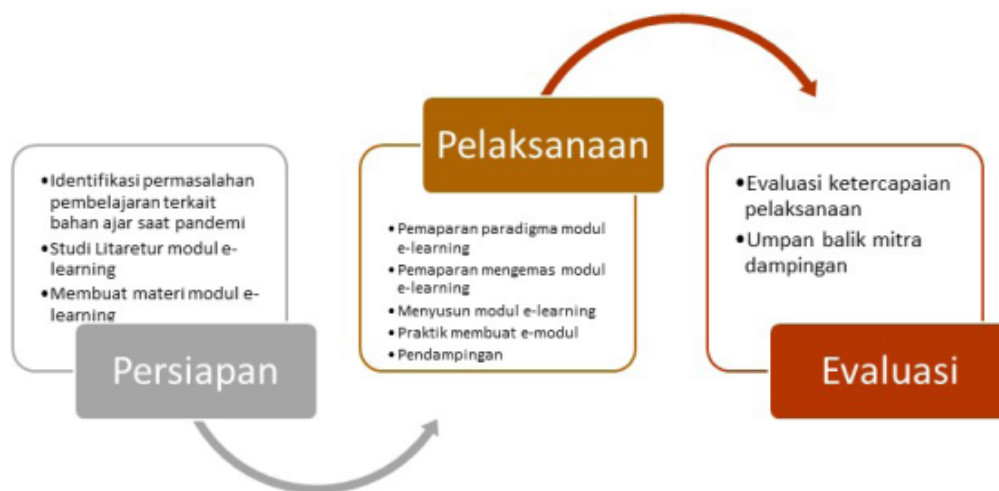 •Identifikasi permasalahan
pembelajaran terkait
bahan ajar saat pandemi
•Studi Litaretur modul e-
learning
•Membuat materi modul e-
learning
Persiapan
Pelaksanaan
•Pemaparan paradigma modul
e-learning
•Pemaparan mengemas modul
e-learning
•Menyusun modul e-learning
•Praktik membuat e-modul
•Pendampingan
•Evaluasi ketercapaian
pelaksanaan
•Umpan balik mitra
dampingan
Evaluasi